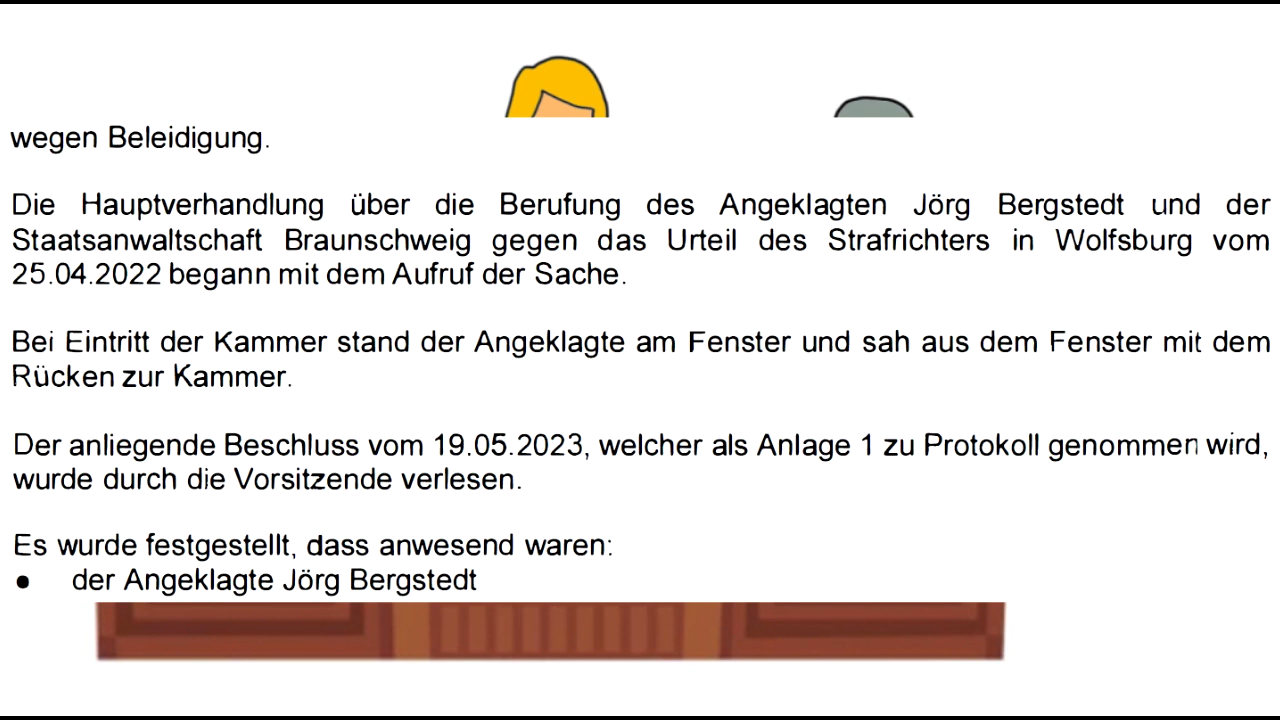 wegen Beleidigung.
Die Hauptverhandlung über die Berufung des Angeklagten Jörg Bergstedt und der
Staatsanwaltschaft Braunschweig gegen das Urteil des Strafrichters in Wolfsburg vom
25.04.2022 begann mit dem Aufruf der Sache.
Bei Eintritt der Kammer stand der Angeklagte am Fenster und sah aus dem Fenster mit dem
Rücken zur Kammer.
Der anliegende Beschluss vom 19.05.2023, welcher als Anlage 1 zu Protokoll genommen wird,
wurde durch die Vorsitzende verlesen.
Es wurde festgestellt, dass anwesend waren:
● der Angeklagte Jörg Bergstedt